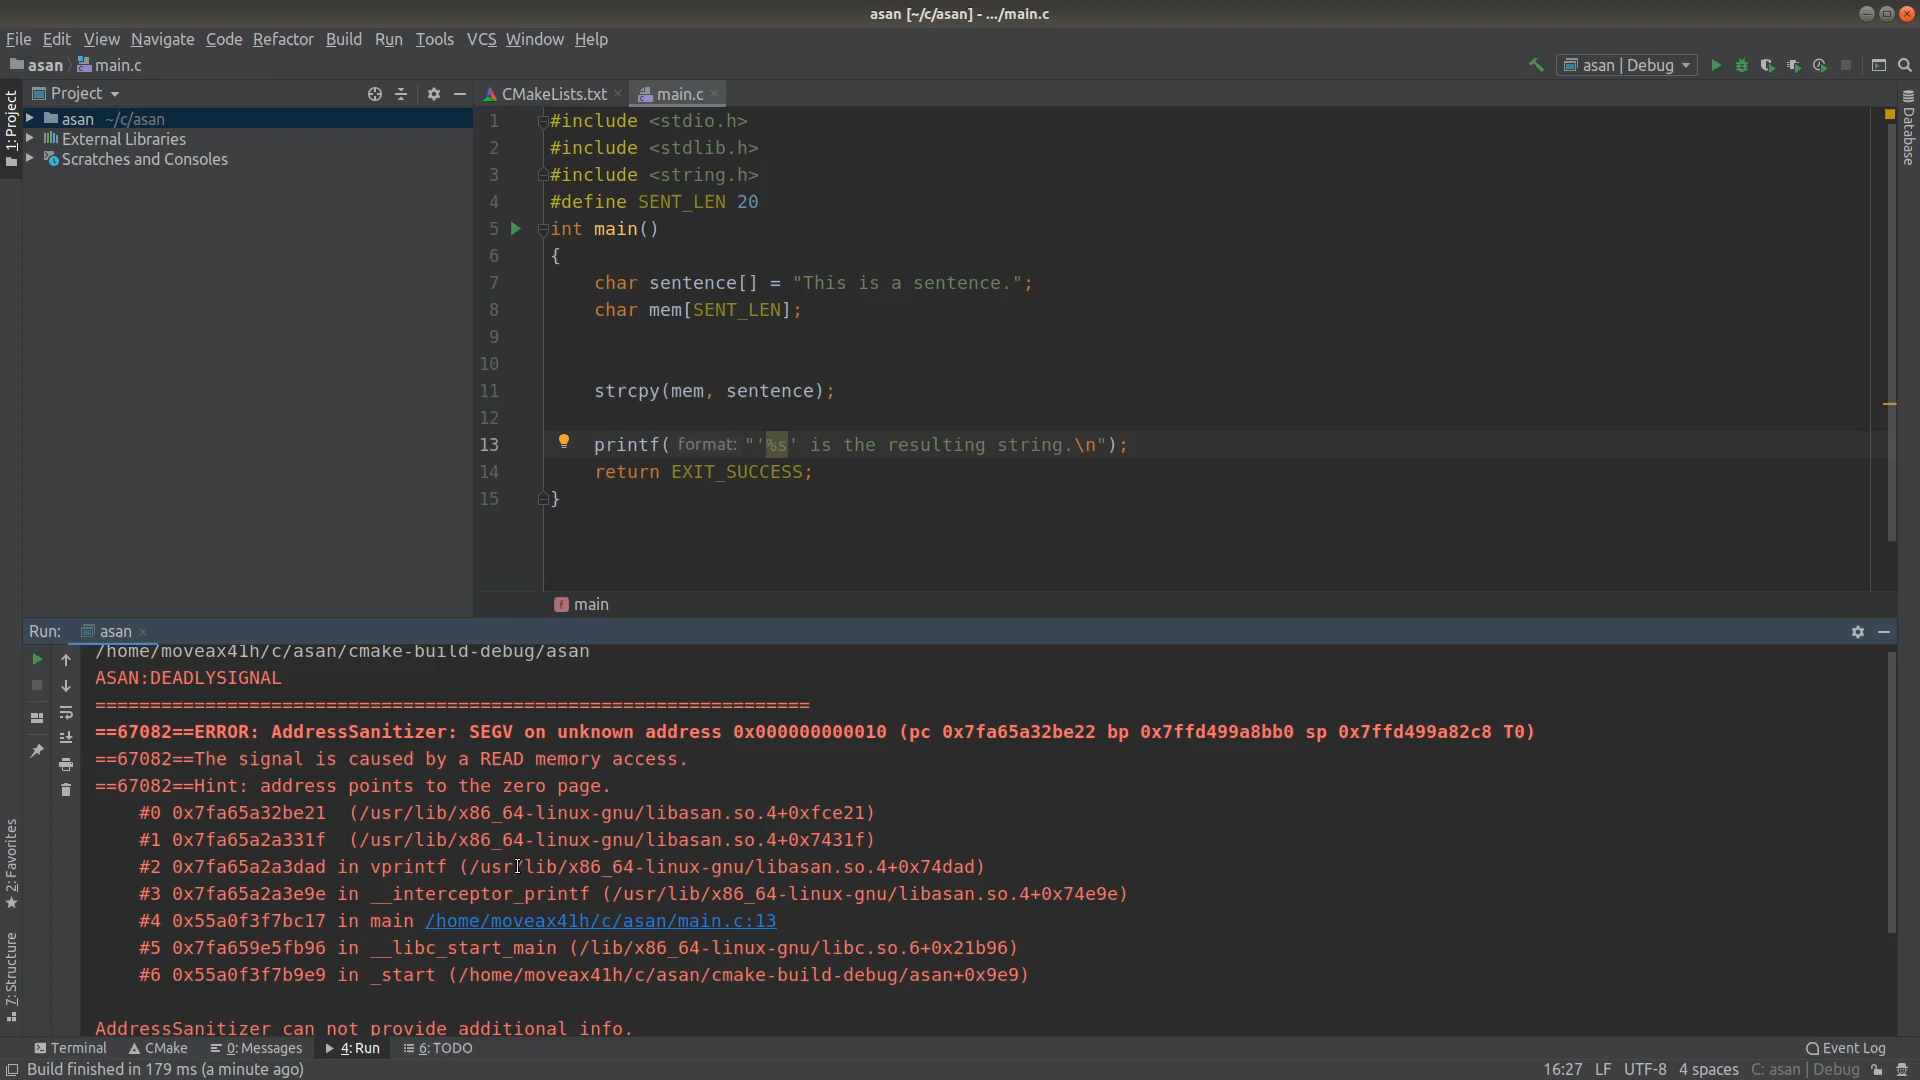 asan [~/c/asan] - .../main.c
File Edit View Navigate Code Refactor Build Run Tools VCS Window Help
asan main.c
asan | Debug
1: Project
Project
CMakeLists.txt
main.c
asan ~/c/asan
External Libraries
Scratches and Consoles
Database
1 #include <stdio.h>
2 #include <stdlib.h>
3 #include <string.h>
4 #define SENT_LEN 20
5 int main()
6 {
7 char sentence[] = "This is a sentence.";
8 char mem[SENT_LEN];
9
10
11 strcpy(mem, sentence);
12
13 printf( format: "'%s' is the resulting string.\n");
14 return EXIT_SUCCESS;
15 }
f main
Run: asan
/home/moveax41h/c/asan/cmake-build-debug/asan
ASAN:DEADLYSIGNAL
=================================================================
==67082==ERROR: AddressSanitizer: SEGV on unknown address 0x000000000010 (pc 0x7fa65a32be22 bp 0x7ffd499a8bb0 sp 0x7ffd499a82c8 T0)
==67082==The signal is caused by a READ memory access.
==67082==Hint: address points to the zero page.
#0 0x7fa65a32be21 (/usr/lib/x86_64-linux-gnu/libasan.so.4+0xfce21)
#1 0x7fa65a2a331f (/usr/lib/x86_64-linux-gnu/libasan.so.4+0x7431f)
#2 0x7fa65a2a3dad in vprintf (/usr/lib/x86_64-linux-gnu/libasan.so.4+0x74dad)
#3 0x7fa65a2a3e9e in __interceptor_printf (/usr/lib/x86_64-linux-gnu/libasan.so.4+0x74e9e)
#4 0x55a0f3f7bc17 in main /home/moveax41h/c/asan/main.c:13
#5 0x7fa659e5fb96 in __libc_start_main (/lib/x86_64-linux-gnu/libc.so.6+0x21b96)
#6 0x55a0f3f7b9e9 in _start (/home/moveax41h/c/asan/cmake-build-debug/asan+0x9e9)
AddressSanitizer can not provide additional info.
2: Favorites
7: Structure
Terminal CMake 0: Messages 4: Run 6: TODO Event Log
Build finished in 179 ms (a minute ago) 16:27 LF UTF-8 4 spaces C: asan | Debug